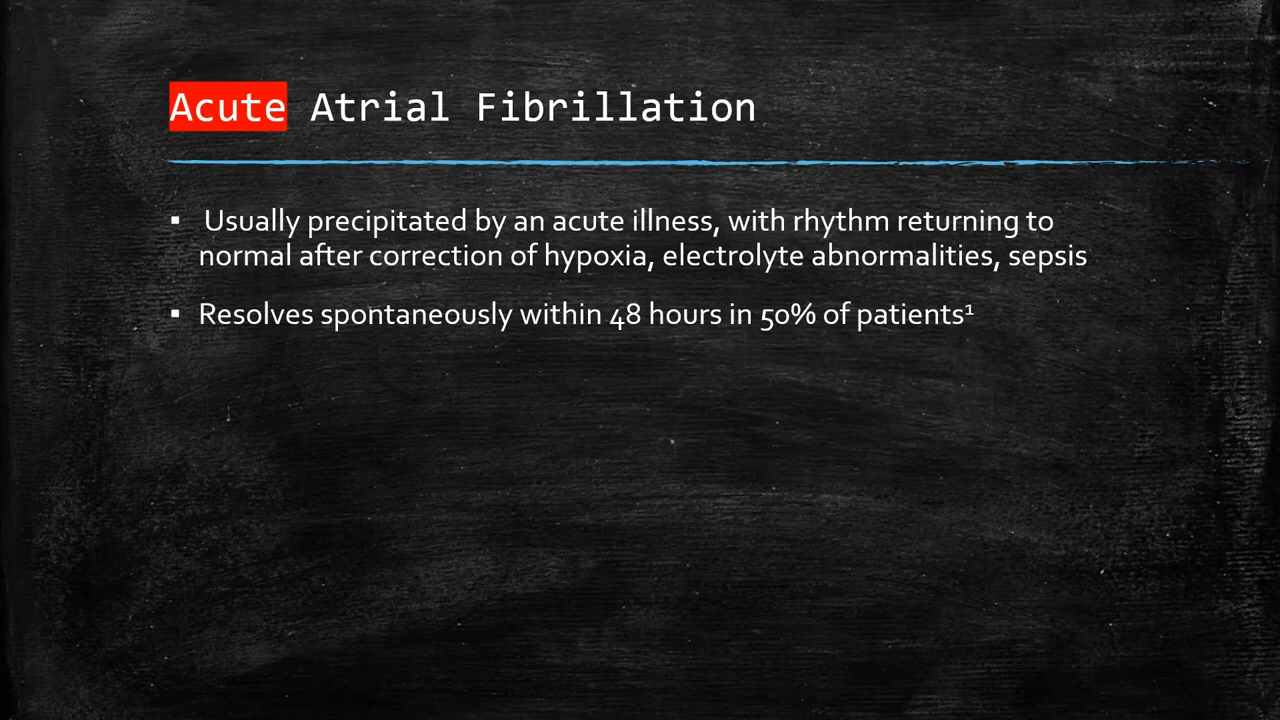 Acute Atrial Fibrillation
▪ Usually precipitated by an acute illness, with rhythm returning to
normal after correction of hypoxia, electrolyte abnormalities, sepsis
▪ Resolves spontaneously within 48 hours in 50% of patients¹